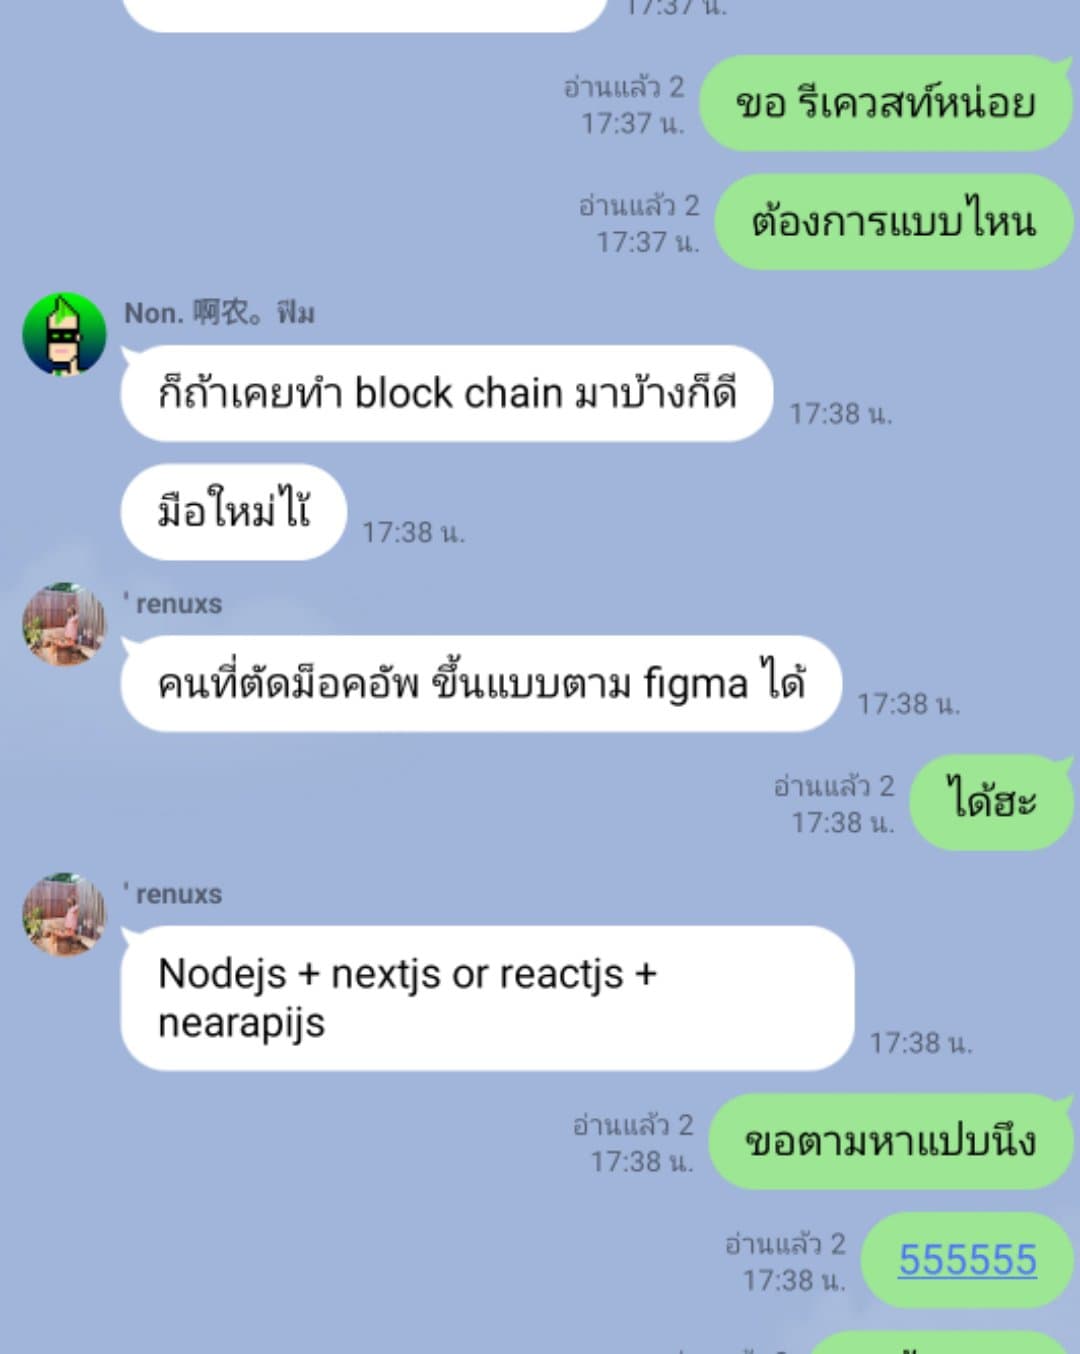 17:37 น.
อ่านแล้ว 2
17:37 น.
ขอ รีเควสท์หน่อย
อ่านแล้ว 2
17:37 น.
ต้องการแบบไหน
Non. 啊农。ฟีม
ก็ถ้าเคยทำ block chain มาบ้างก็ดี
17:38 น.
มือใหม่ไเ้
17:38 น.
' renuxs
คนที่ตัดม็อคอัพ ขึ้นแบบตาม figma ได้
17:38 น.
อ่านแล้ว 2
17:38 น.
ได้ฮะ
' renuxs
Nodejs + nextjs or reactjs +
nearapijs
17:38 น.
อ่านแล้ว 2
17:38 น.
ขอตามหาแปบนึง
อ่านแล้ว 2
17:38 น.
555555